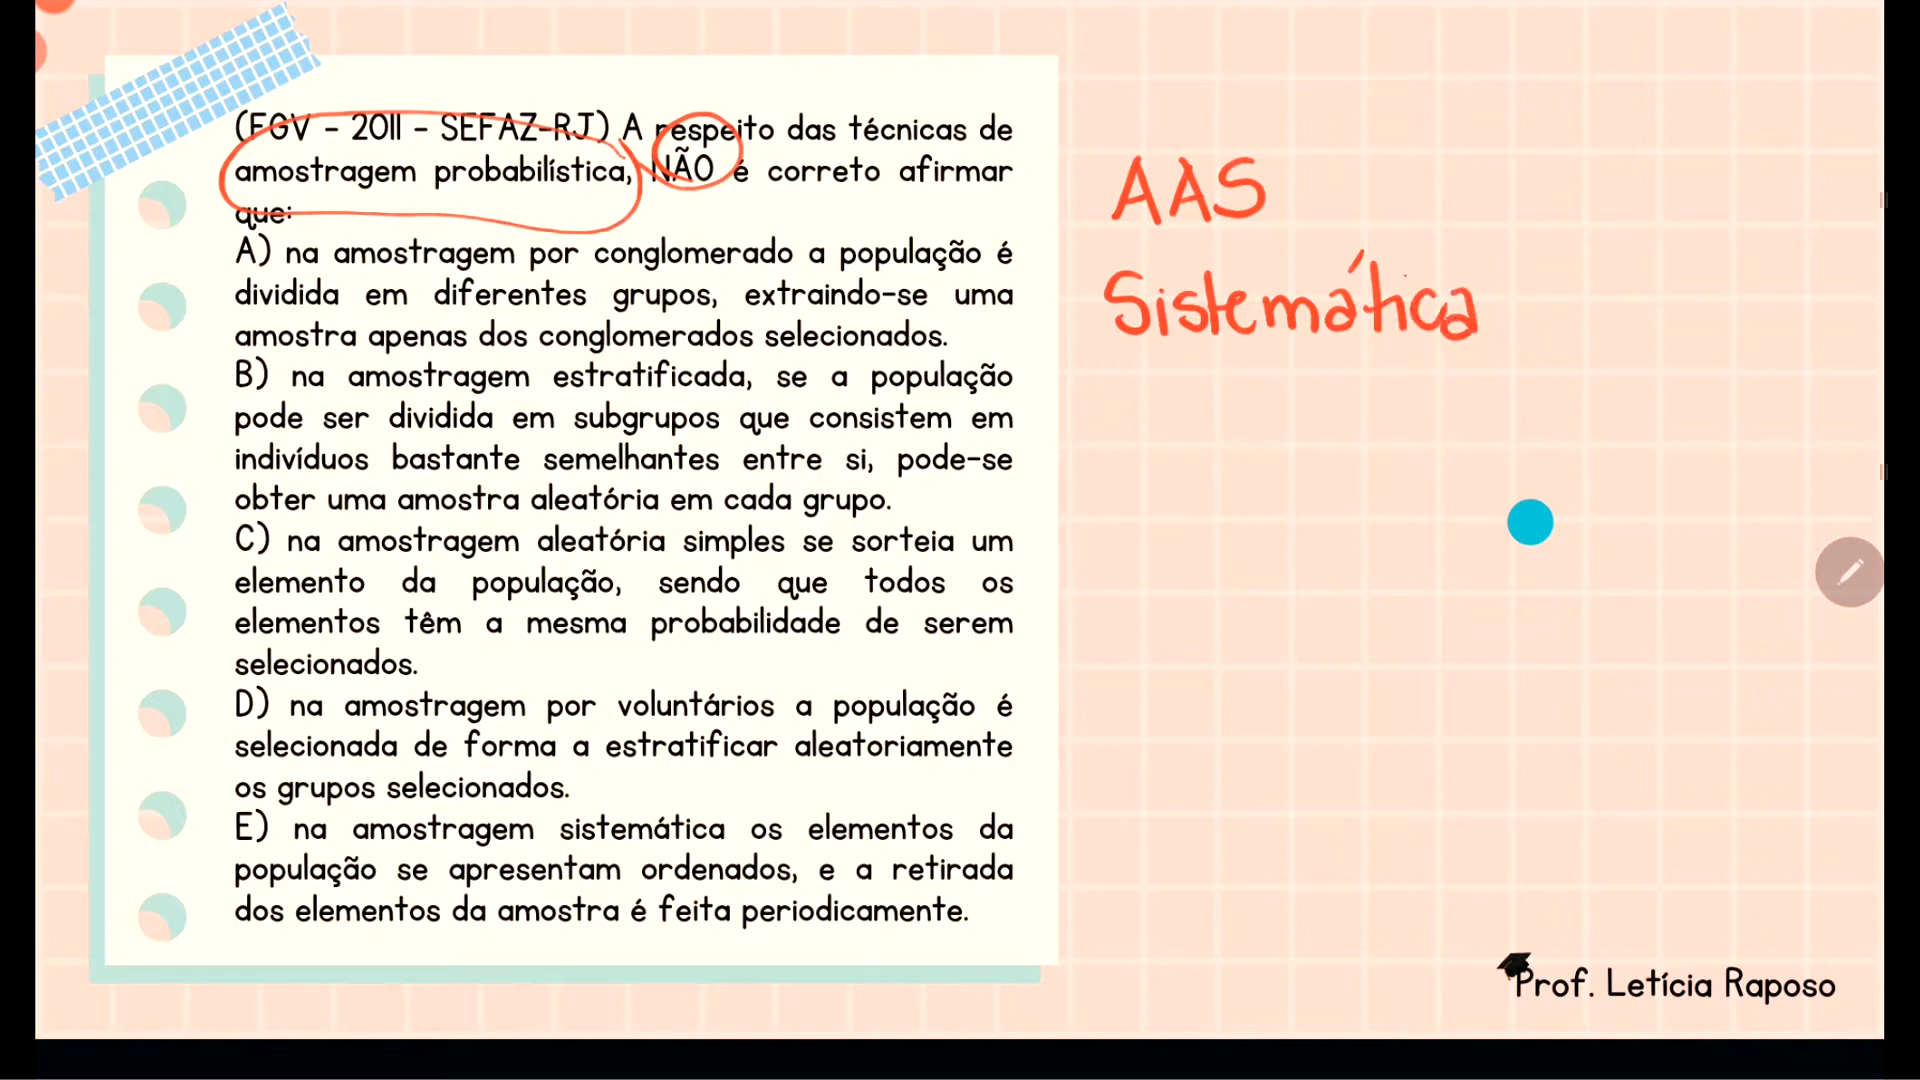 (FGV - 2011 - SEFAZ-RJ) A respeito das técnicas de
amostragem probabilística, NÃO é correto afirmar
que:
A) na amostragem por conglomerado a população é
dividida em diferentes grupos, extraindo-se uma
amostra apenas dos conglomerados selecionados.
B) na amostragem estratificada, se a população
pode ser dividida em subgrupos que consistem em
indivíduos bastante semelhantes entre si, pode-se
obter uma amostra aleatória em cada grupo.
C) na amostragem aleatória simples se sorteia um
elemento da população, sendo que todos os
elementos têm a mesma probabilidade de serem
selecionados.
D) na amostragem por voluntários a população é
selecionada de forma a estratificar aleatoriamente
os grupos selecionados.
E) na amostragem sistemática os elementos da
população se apresentam ordenados, e a retirada
dos elementos da amostra é feita periodicamente.
AAS
Sistemática
Prof. Letícia Raposo